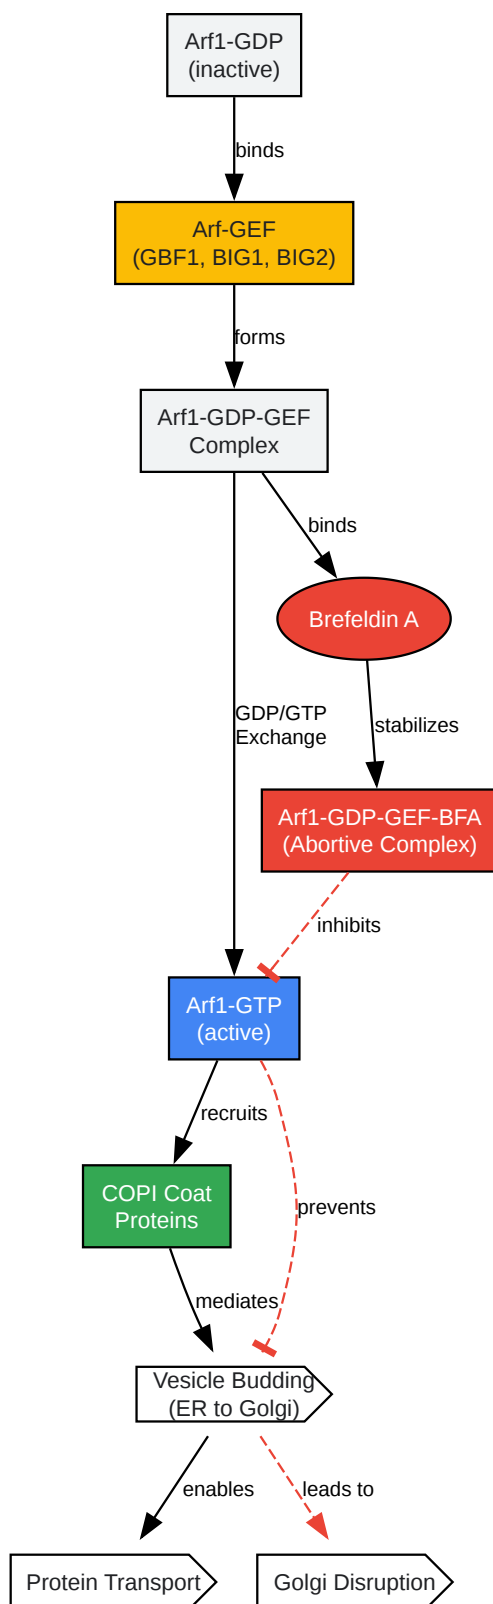 Arf1-GDP
(inactive)
binds
Arf-GEF
(GBF1, BIG1, BIG2)
forms
Arf1-GDP-GEF
Complex
binds
Brefeldin A
GDP/GTP
Exchange
stabilizes
Arf1-GDP-GEF-BFA
(Abortive Complex)
inhibits
Arf1-GTP
(active)
recruits
COPI Coat
Proteins
prevents
mediates
Vesicle Budding
(ER to Golgi)
enables
leads to
Protein Transport
Golgi Disruption